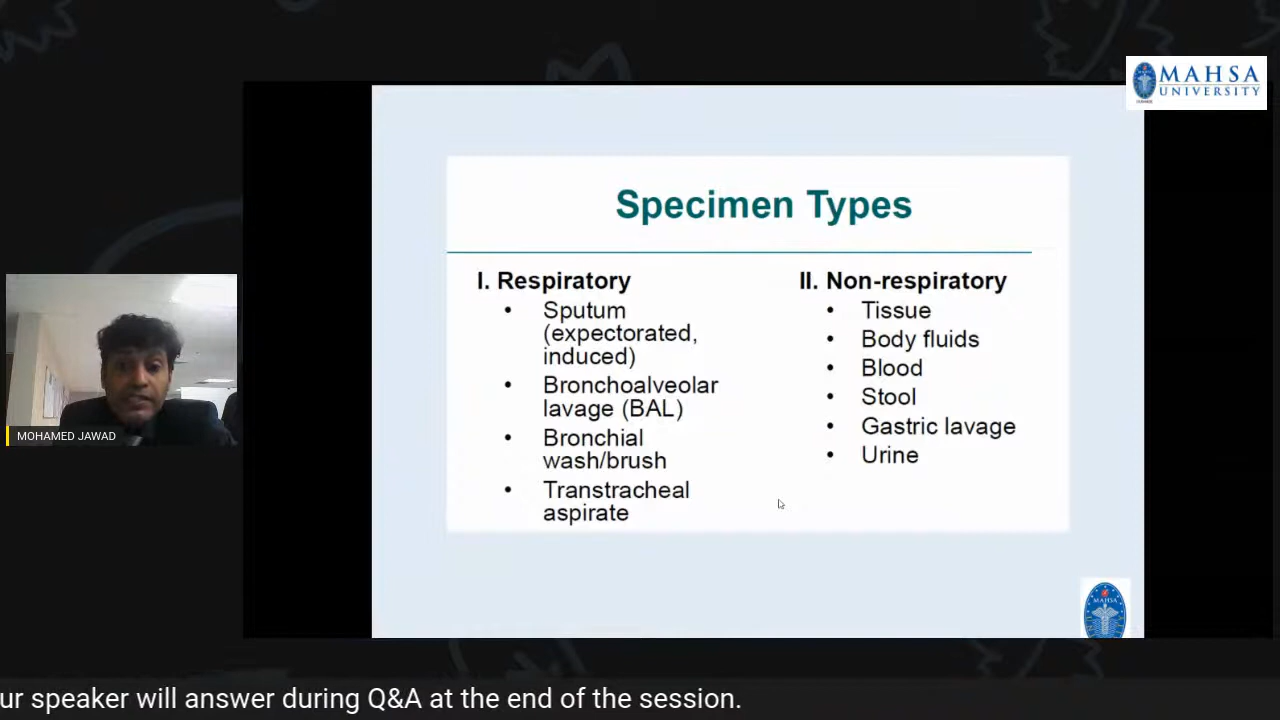 MAHSA
UNIVERSITY
Specimen Types
I. Respiratory
• Sputum
(expectorated,
induced)
• Bronchoalveolar
lavage (BAL)
• Bronchial
wash/brush
• Transtracheal
aspirate
II. Non-respiratory
• Tissue
• Body fluids
• Blood
• Stool
• Gastric lavage
• Urine
MOHAMED JAWAD
MAHSA
ur speaker will answer during Q&A at the end of the session.